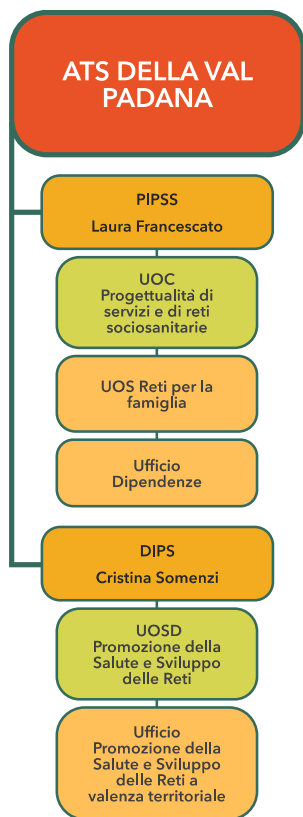 ATS DELLA VAL
PADANA
PIPSS
Laura Francescato
UOC
Progettualità di
servizi e di reti
sociosanitarie
UOS Reti per la
famiglia
Ufficio
Dipendenze
DIPS
Cristina Somenzi
UOSD
Promozione della
Salute e Sviluppo
delle Reti
Ufficio
Promozione della
Salute e Sviluppo
delle Reti a
valenza territoriale